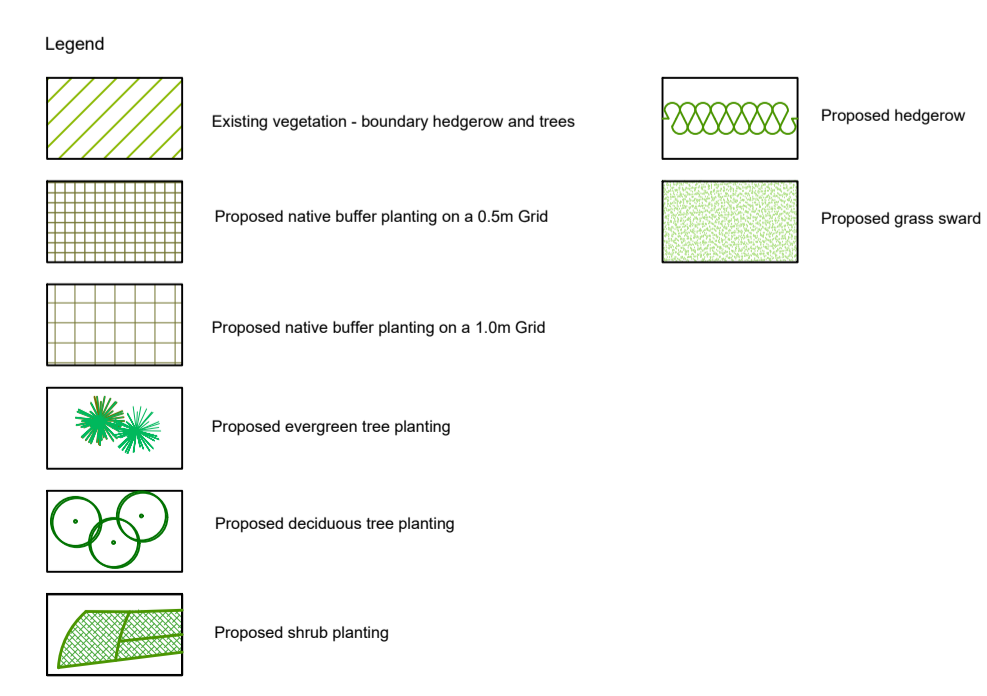 Legend
Existing vegetation - boundary hedgerow and trees
Proposed native buffer planting on a 0.5m Grid
Proposed native buffer planting on a 1.0m Grid
Proposed evergreen tree planting
Proposed deciduous tree planting
Proposed shrub planting
Proposed hedgerow
Proposed grass sward